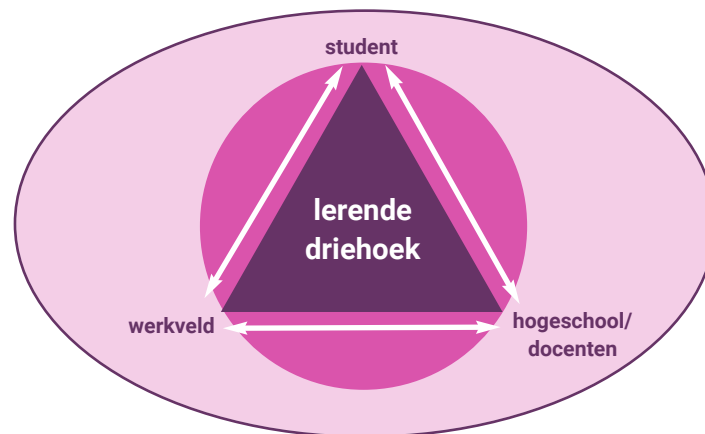 student
lerende
driehoek
werkveld
hogeschool/
docenten